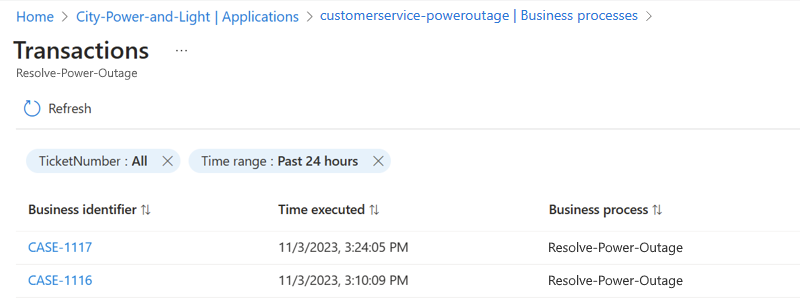 Home > City-Power-and-Light | Applications > customerservice-poweroutage | Business processes >
Transactions ...
Resolve-Power-Outage
Refresh
TicketNumber : All Time range : Past 24 hours
Business identifier Time executed Business process
CASE-1117 11/3/2023, 3:24:05 PM Resolve-Power-Outage
CASE-1116 11/3/2023, 3:10:09 PM Resolve-Power-Outage